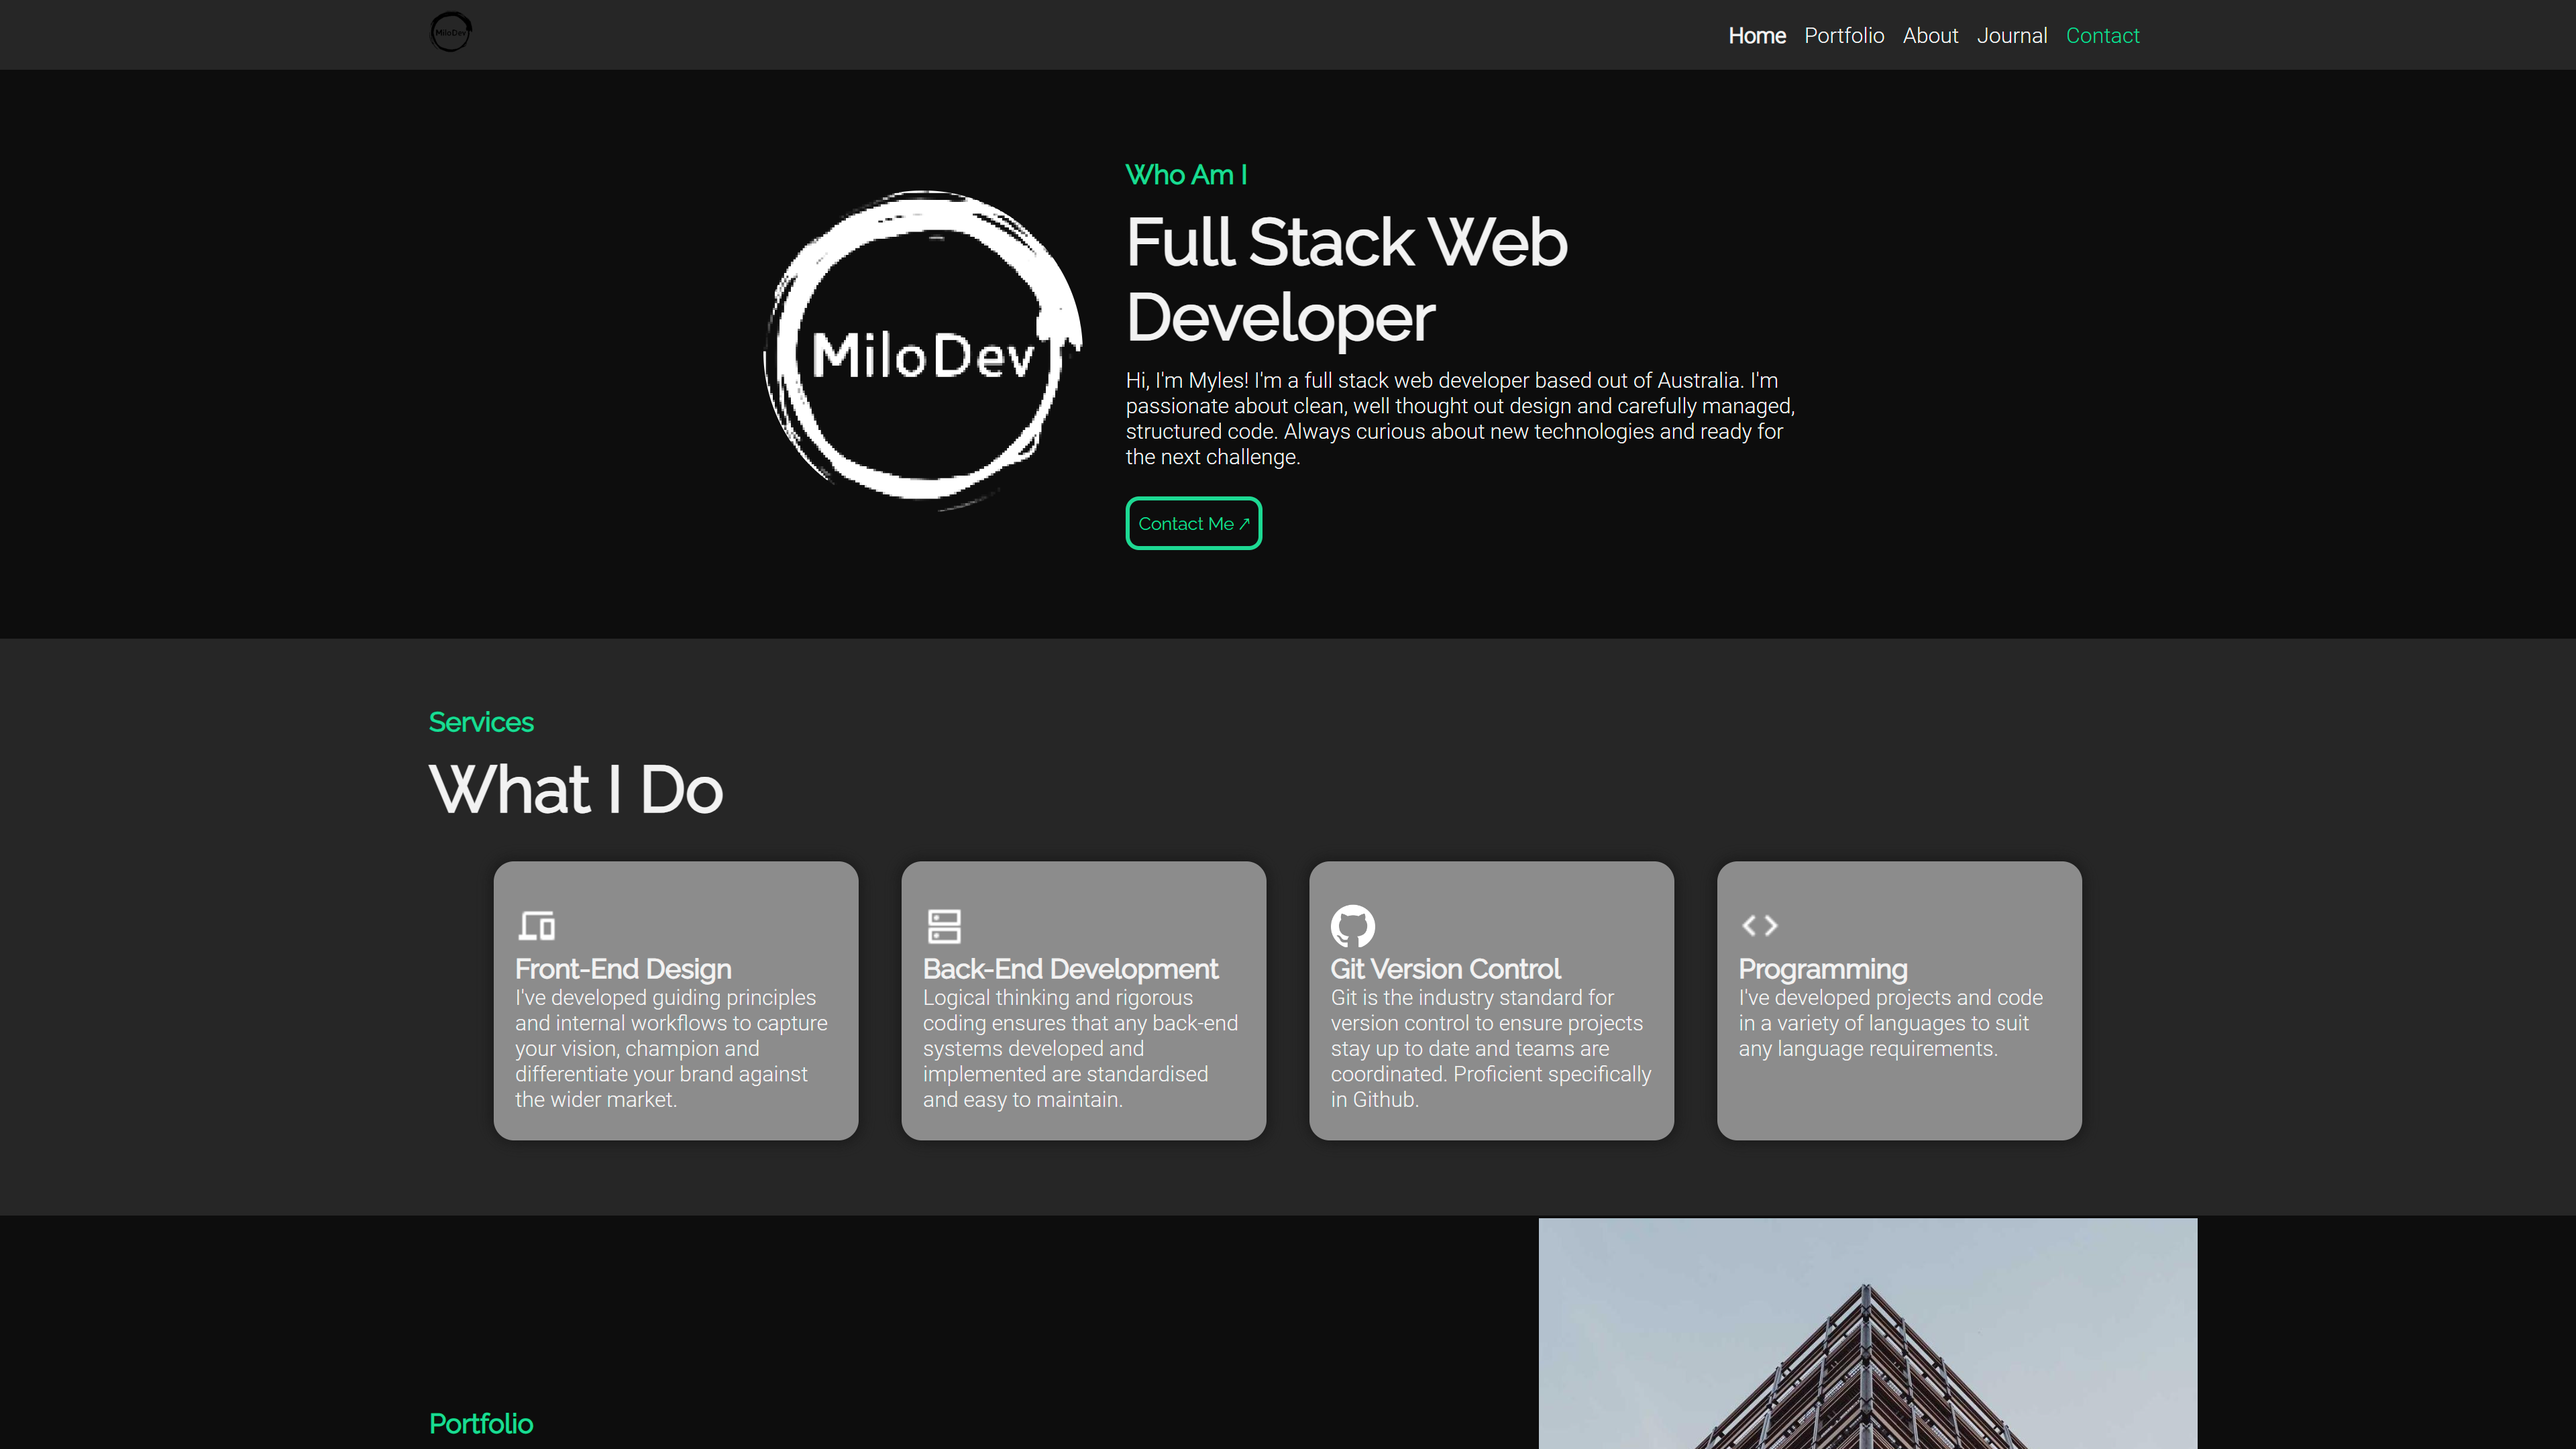 MiloDev
Home Portfolio About Journal Contact
MiloDev
Who Am I
Full Stack Web
Developer
Hi, I'm Myles! I'm a full stack web developer based out of Australia. I'm
passionate about clean, well thought out design and carefully managed,
structured code. Always curious about new technologies and ready for
the next challenge.
Contact Me ↗
Services
What I Do
Front-End Design
I've developed guiding principles
and internal workflows to capture
your vision, champion and
differentiate your brand against
the wider market.
Back-End Development
Logical thinking and rigorous
coding ensures that any back-end
systems developed and
implemented are standardised
and easy to maintain.
Git Version Control
Git is the industry standard for
version control to ensure projects
stay up to date and teams are
coordinated. Proficient specifically
in Github.
Programming
I've developed projects and code
in a variety of languages to suit
any language requirements.
Portfolio